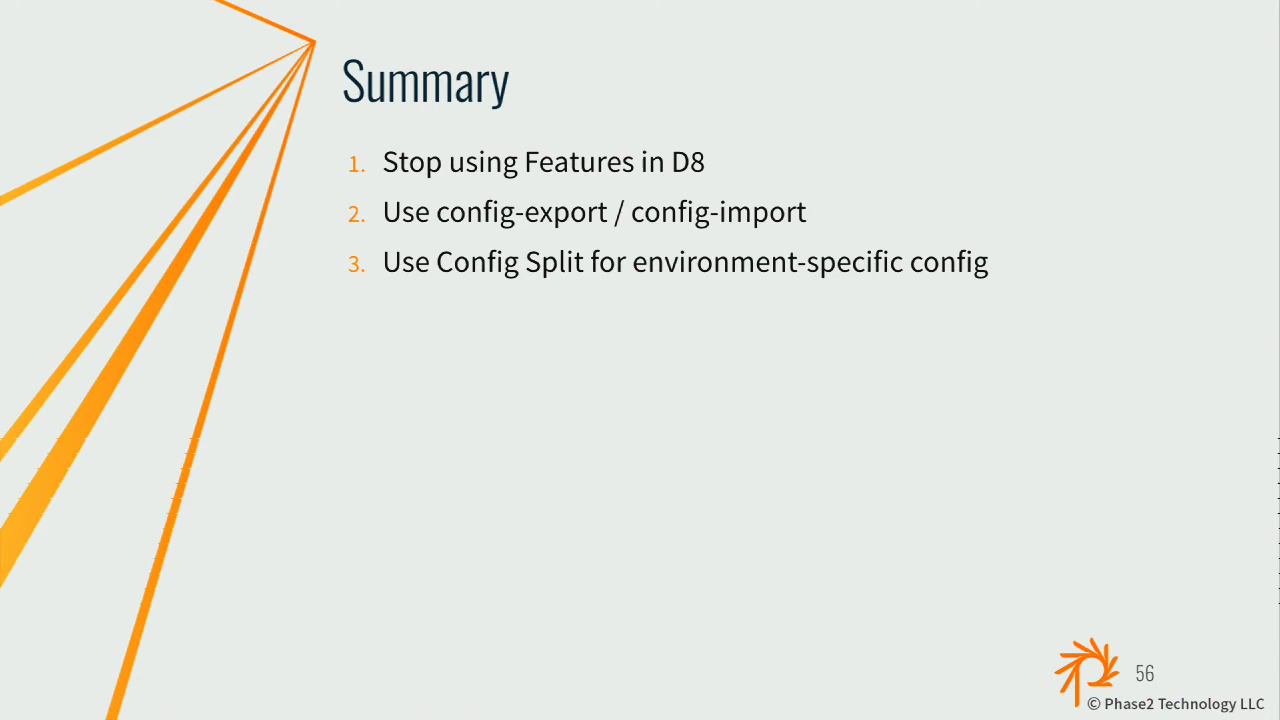 Summary
1. Stop using Features in D8
2. Use config-export / config-import
3. Use Config Split for environment-specific config
56
© Phase2 Technology LLC